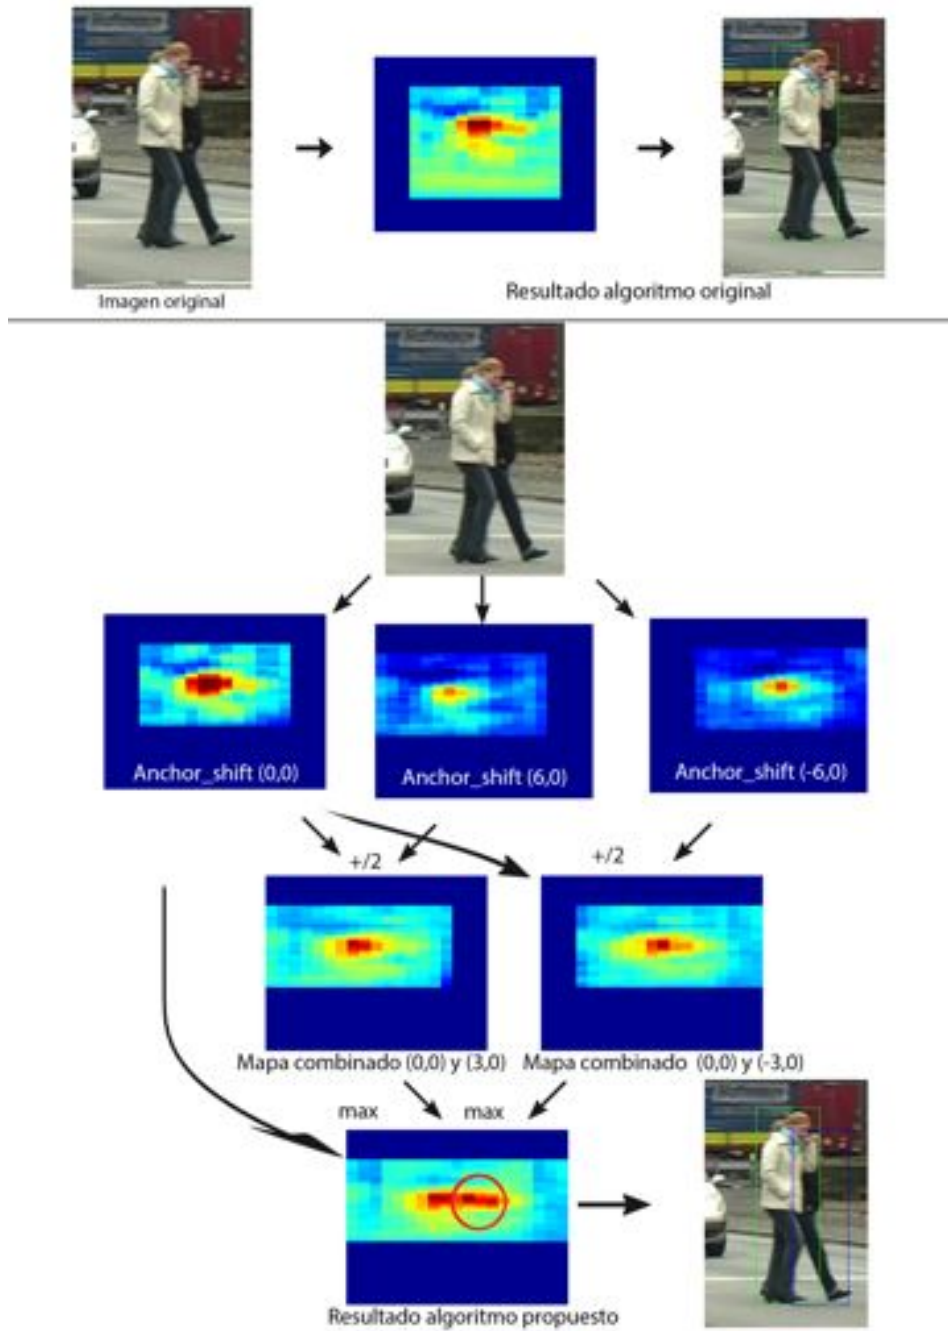 Imagen original
Resultado algoritmo original
Anchor_shift (0,0)
Anchor_shift (6,0)
Anchor_shift (-6,0)
+/2
+/2
Mapa combinado (0,0) y (3,0)
Mapa combinado (0,0) y (-3,0)
max
max
Resultado algoritmo propuesto